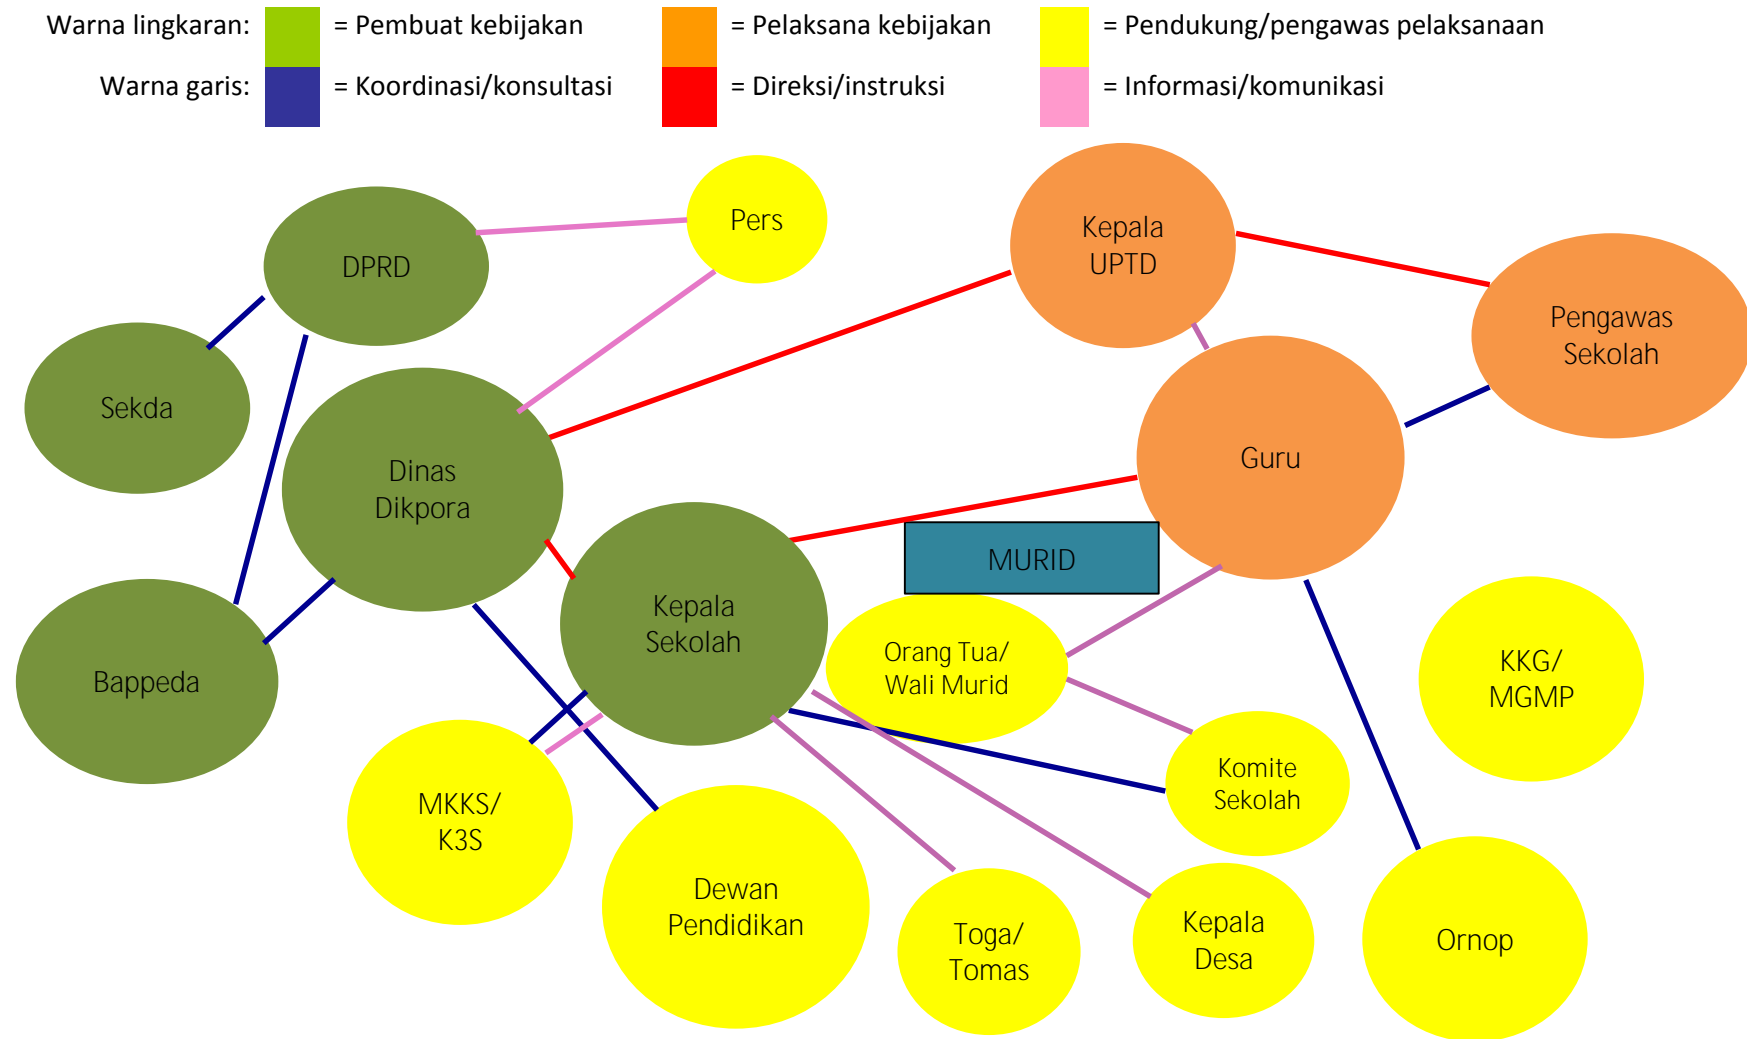 Warna lingkaran: = Pembuat kebijakan = Pelaksana kebijakan = Pendukung/pengawas pelaksanaan
Warna garis: = Koordinasi/konsultasi = Direksi/instruksi = Informasi/komunikasi
Pers
Kepala
UPTD
DPRD
Pengawas
Sekolah
Sekda
Dinas
Dikpora
Guru
MURID
Kepala
Sekolah
Orang Tua/
Wali Murid
KKG/
MGMP
Bappeda
Komite
Sekolah
MKKS/
K3S
Dewan
Pendidikan
Toga/
Tomas
Kepala
Desa
Ornop